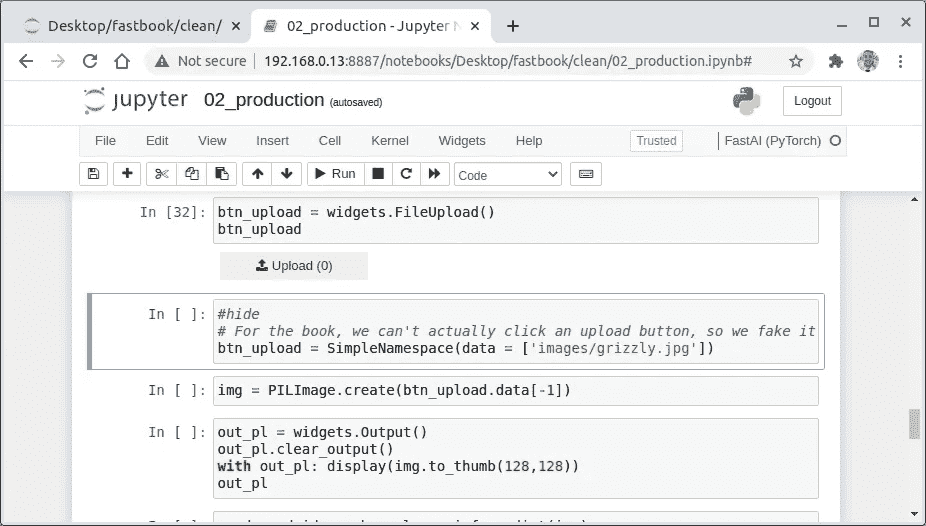 Desktop/fastbook/clean/
02_production - Jupyter N
Not secure | 192.168.0.13:8887/notebooks/Desktop/fastbook/clean/02_production.ipynb#
jupyter 02_production (autosaved)
Logout
File Edit View Insert Cell Kernel Widgets Help Trusted FastAI (PyTorch)
Run Code
In [32]: btn_upload = widgets.FileUpload()
btn_upload
Upload (0)
In [ ]: #hide
# For the book, we can't actually click an upload button, so we fake it
btn_upload = SimpleNamespace(data = ['images/grizzly.jpg'])
In [ ]: img = PILImage.create(btn_upload.data[-1])
In [ ]: out_pl = widgets.Output()
out_pl.clear_output()
with out_pl: display(img.to_thumb(128,128))
out_pl